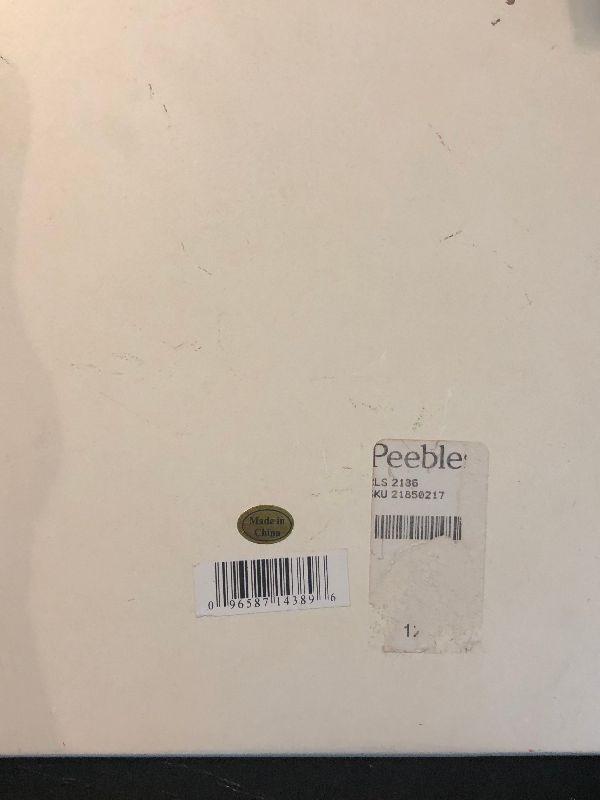 Peeble
LS 2136
KU 21850217
Made in
China
0 96587 14389 6